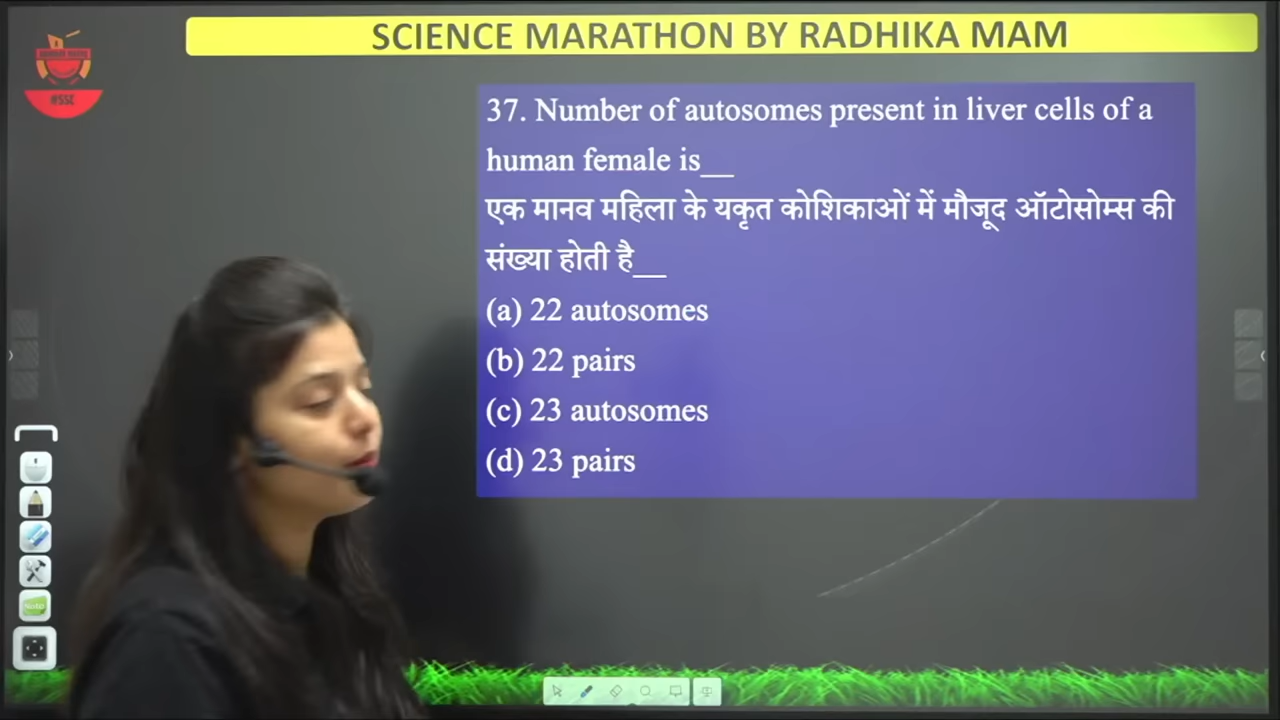 SCIENCE MARATHON BY RADHIKA MAM
37. Number of autosomes present in liver cells of a
human female is__
एक मानव महिला के यकृत कोशिकाओं में मौजूद ऑटोसोम्स की
संख्या होती है__
(a) 22 autosomes
(b) 22 pairs
(c) 23 autosomes
(d) 23 pairs
Note